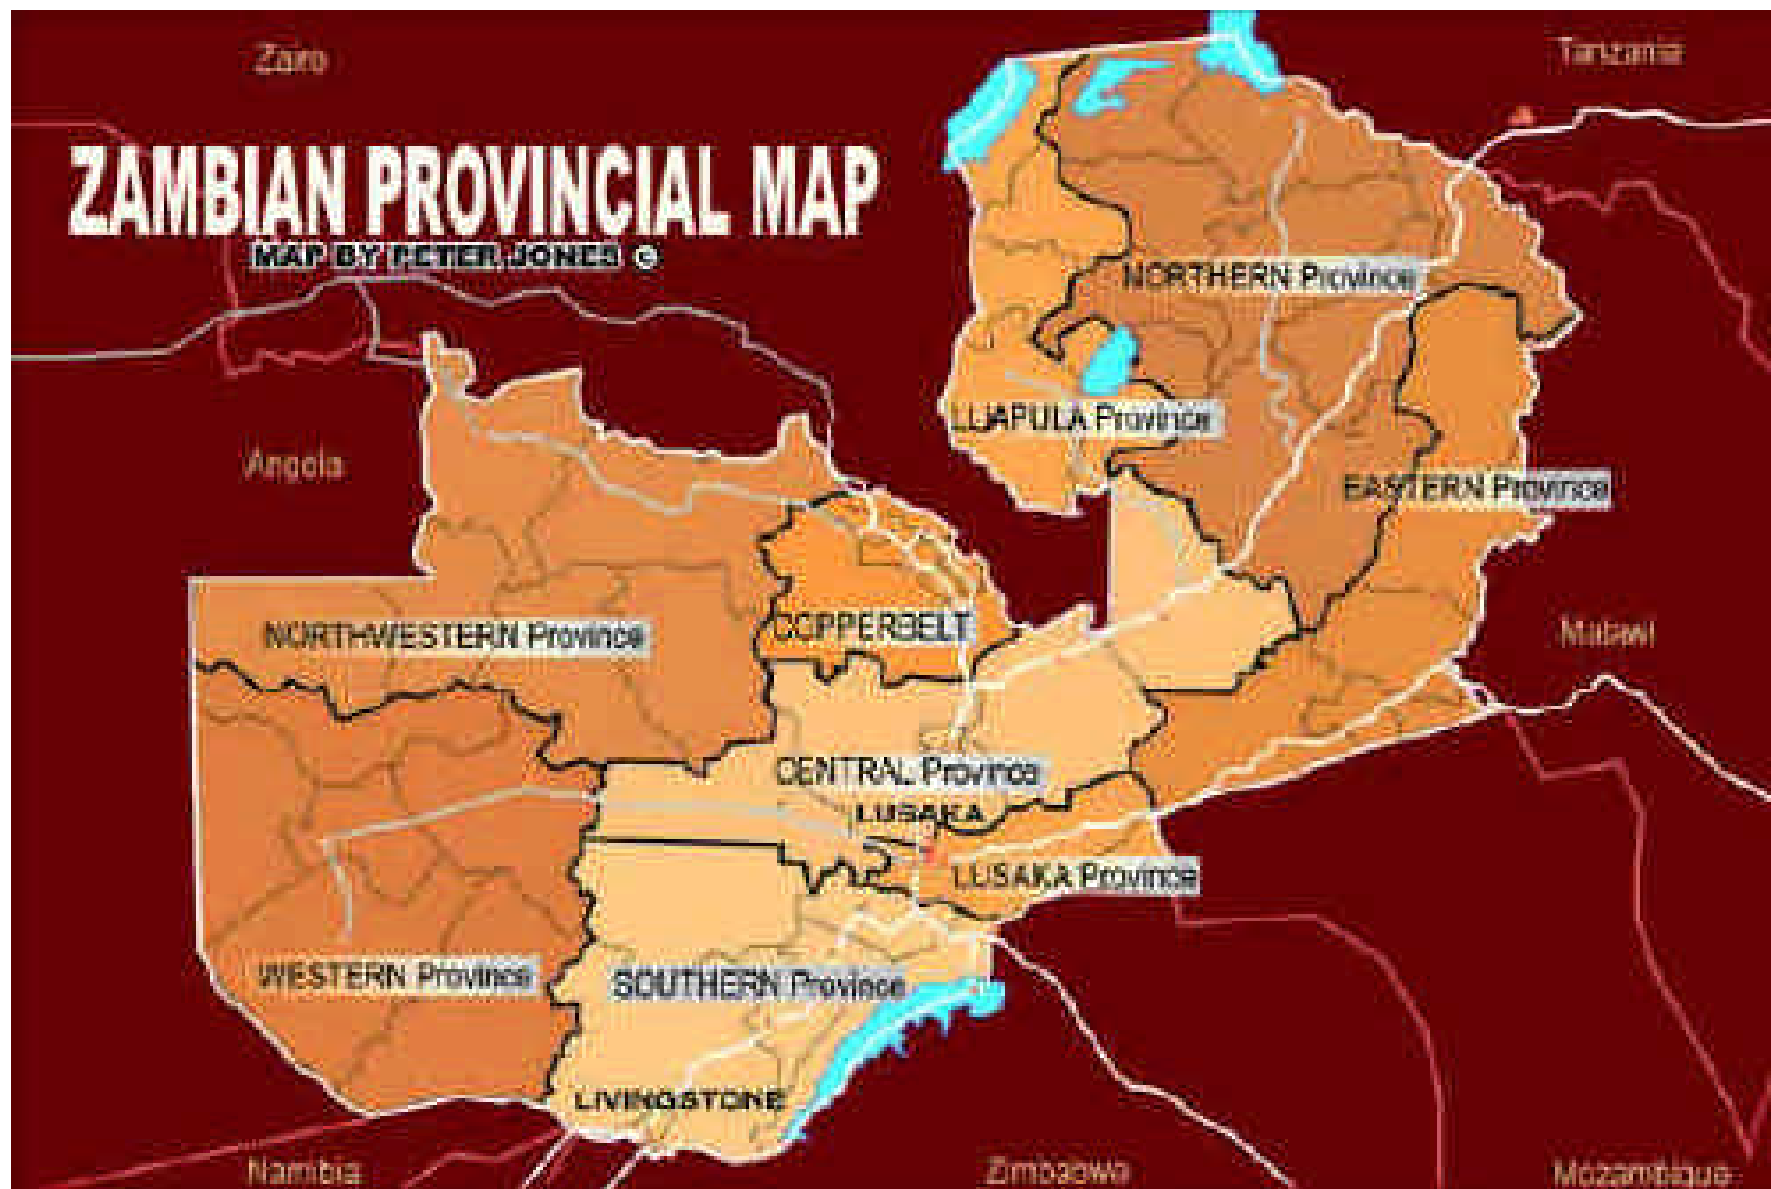 Zaire
Tanzania
ZAMBIAN PROVINCIAL MAP
MAP BY PETER JONES ©
NORTHERN Province
LUAPULA Province
Angola
EASTERN Province
NORTHWESTERN Province
COPPERBELT
Malawi
CENTRAL Province
LUSAKA
LUSAKA Province
WESTERN Province
SOUTHERN Province
LIVINGSTONE
Namibia
Zimbabwe
Mozambique